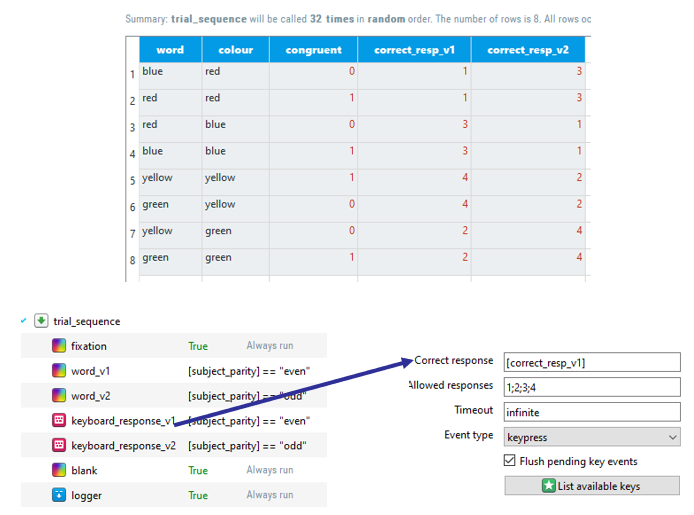 Summary: trial_sequence will be called 32 times in random order. The number of rows is 8. All rows oc
word colour congruent correct_resp_v1 correct_resp_v2
1 blue red 0 1 3
2 red red 1 1 3
3 red blue 0 3 1
4 blue blue 1 3 1
5 yellow yellow 1 4 2
6 green yellow 0 4 2
7 yellow green 0 2 4
8 green green 1 2 4
trial_sequence
fixation True Always run
word_v1 [subject_parity] == "even"
word_v2 [subject_parity] == "odd"
keyboard_response_v1 [subject_parity] == "even"
keyboard_response_v2 [subject_parity] == "odd"
blank True Always run
logger True Always run
Correct response [correct_resp_v1]
Allowed responses 1;2;3;4
Timeout infinite
Event type keypress
Flush pending key events
List available keys